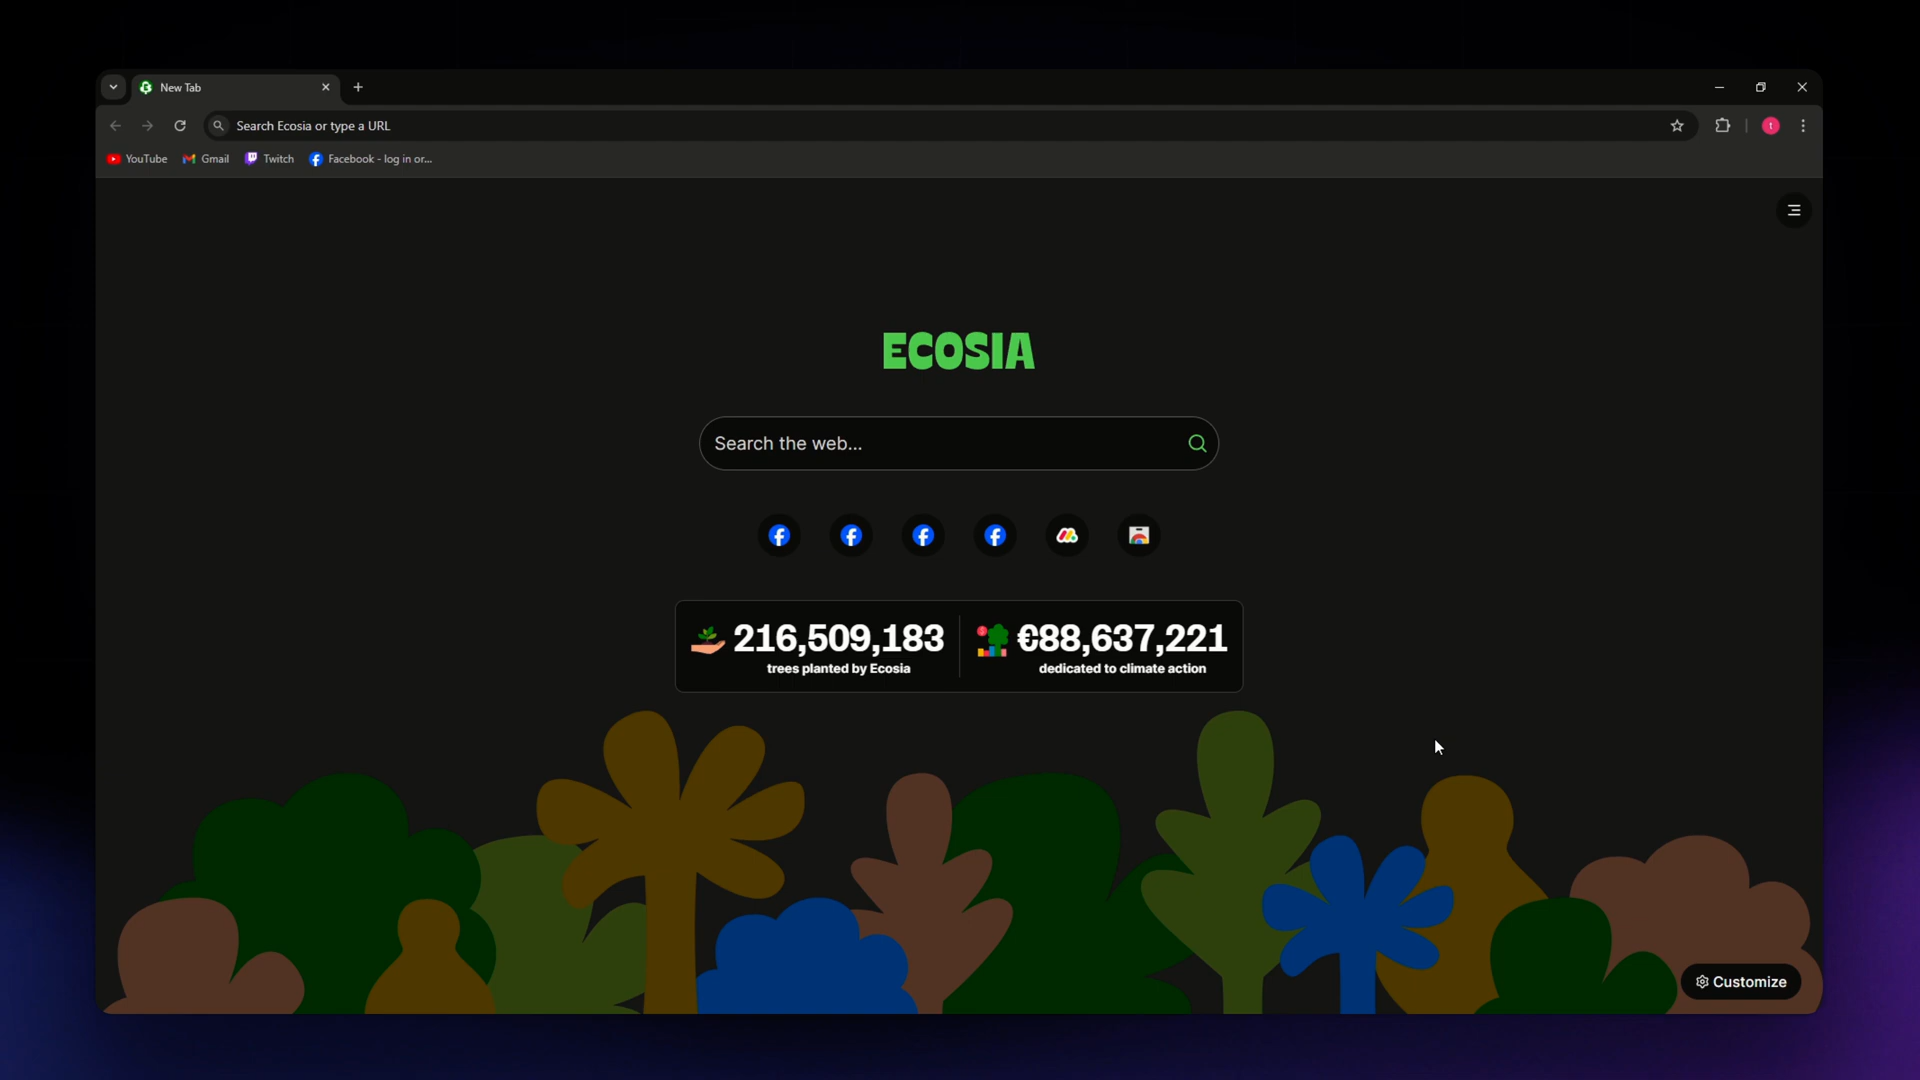 New Tab
Search Ecosia or type a URL
YouTube Gmail Twitch Facebook - log in or...
t
ECOSIA
Search the web...
216,509,183 €88,637,221
trees planted by Ecosia dedicated to climate action
Customize